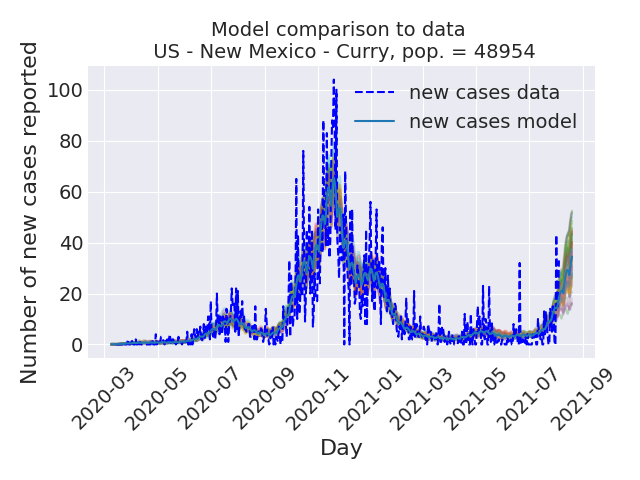 Model comparison to data
US - New Mexico - Curry, pop. = 48954
new cases data
new cases model
Number of new cases reported
100
80
60
40
20
0
2020-03
2020-05
2020-07
2020-09
2020-11
2021-01
2021-03
2021-05
2021-07
2021-09
Day